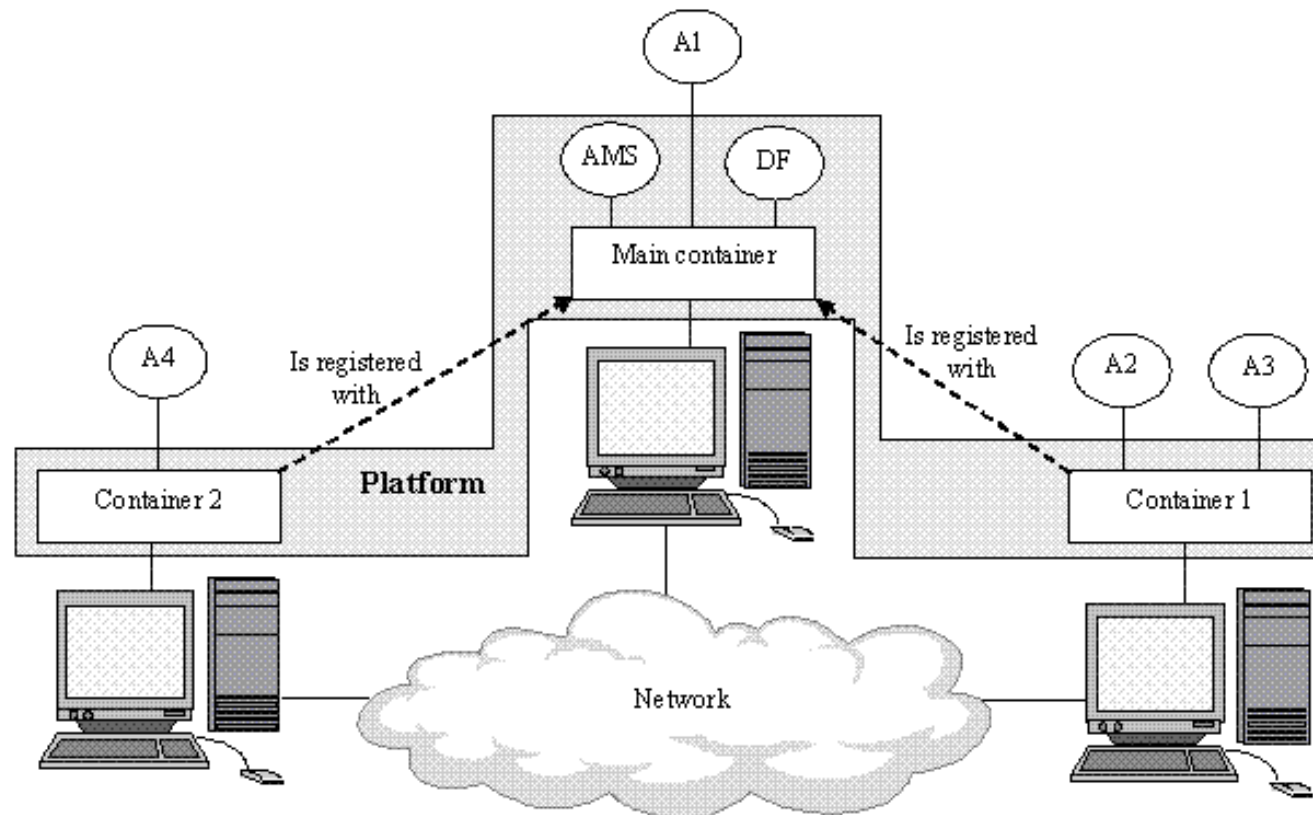 A1
AMS
DF
Main container
Is registered
with
Is registered
with
A4
A2
A3
Platform
Container 2
Container 1
Network